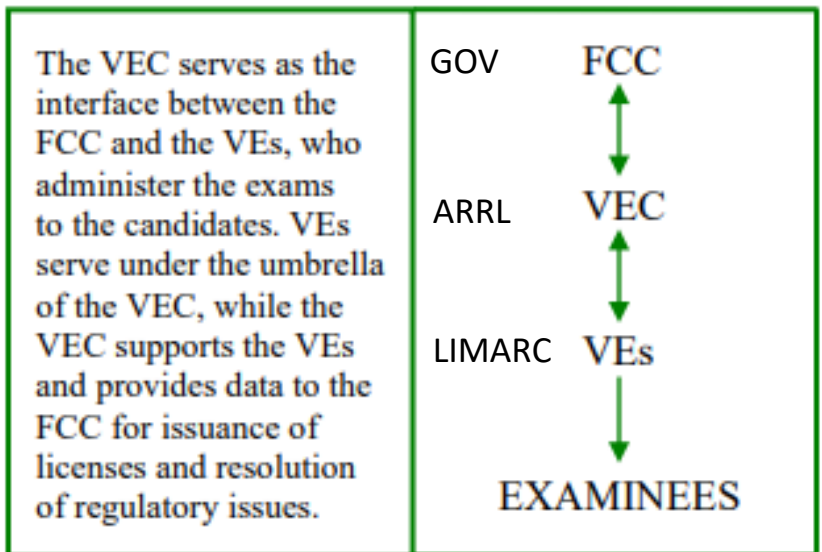 The VEC serves as the
interface between the
FCC and the VEs, who
administer the exams
to the candidates. VEs
serve under the umbrella
of the VEC, while the
VEC supports the VEs
and provides data to the
FCC for issuance of
licenses and resolution
of regulatory issues.
GOV FCC
ARRL VEC
LIMARC VEs
EXAMINEES